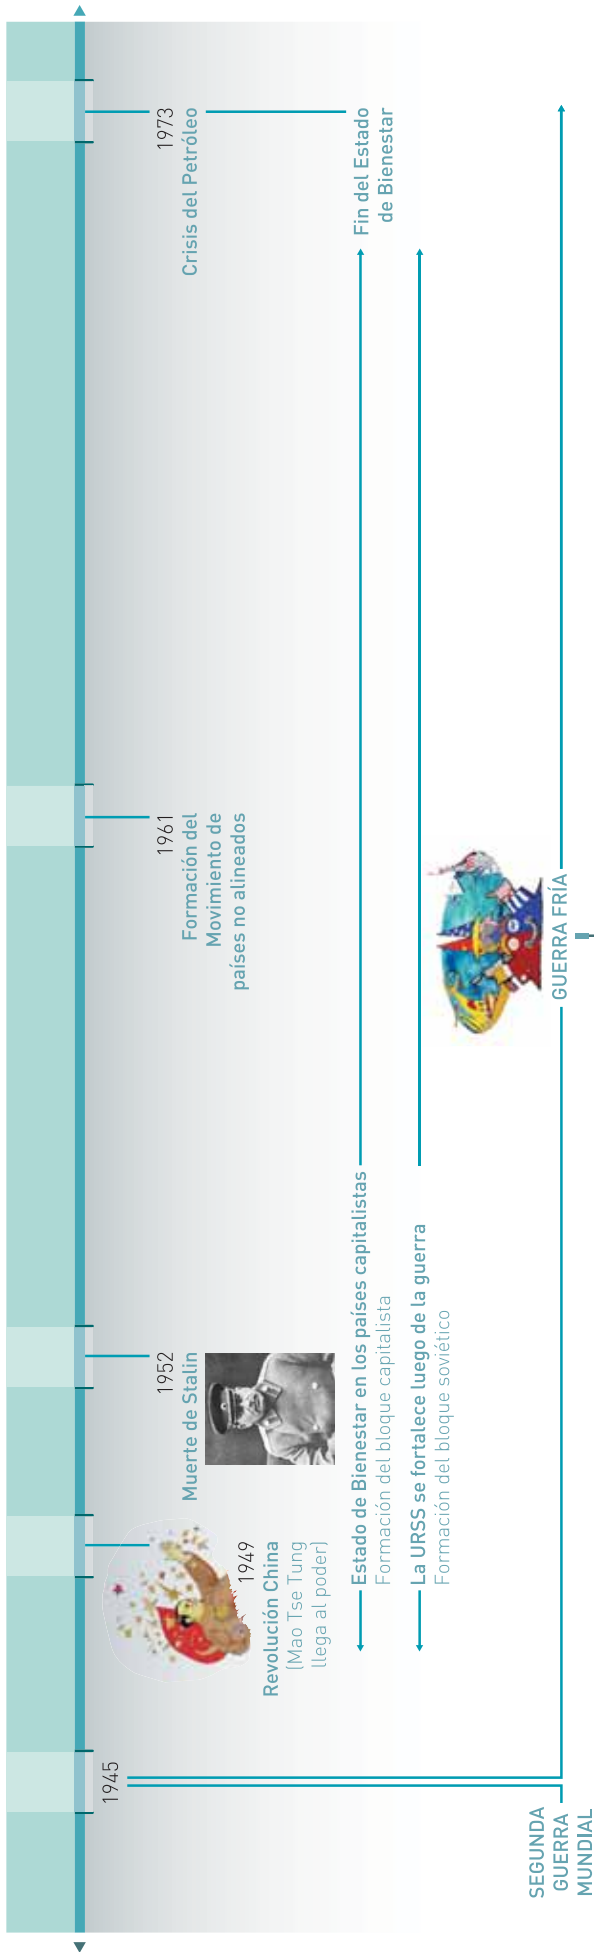 1945
1949
Revolución China
(Mao Tse Tung
llega al poder)
1952
Muerte de Stalin
1961
Formación del
Movimiento de
países no alineados
1973
Crisis del Petróleo
Estado de Bienestar en los países capitalistas
Formación del bloque capitalista
Fin del Estado
de Bienestar
La URSS se fortalece luego de la guerra
Formación del bloque soviético
SEGUNDA
GUERRA
MUNDIAL
GUERRA FRÍA